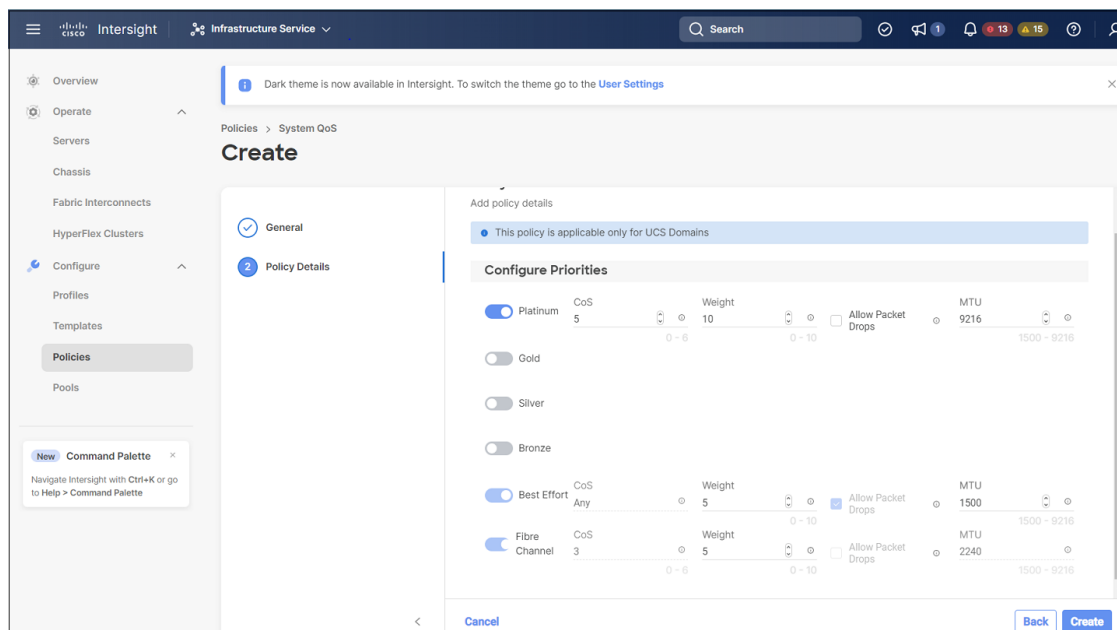 cisco Intersight
Infrastructure Service
Search
1
13
15
Overview
Operate
Servers
Chassis
Fabric Interconnects
HyperFlex Clusters
Configure
Profiles
Templates
Policies
Pools
New Command Palette ×
Navigate Intersight with Ctrl+K or go
to Help > Command Palette
Dark theme is now available in Intersight. To switch the theme go to the User Settings
Policies > System QoS
Create
General
2 Policy Details
Add policy details
This policy is applicable only for UCS Domains
Configure Priorities
Platinum
CoS
5
0 - 6
Weight
10
0 - 10
Allow Packet
Drops
MTU
9216
1500 - 9216
Gold
Silver
Bronze
Best Effort
CoS
Any
Weight
5
0 - 10
Allow Packet
Drops
MTU
1500
1500 - 9216
Fibre
Channel
CoS
3
0 - 6
Weight
5
0 - 10
Allow Packet
Drops
MTU
2240
1500 - 9216
Cancel
Back
Create